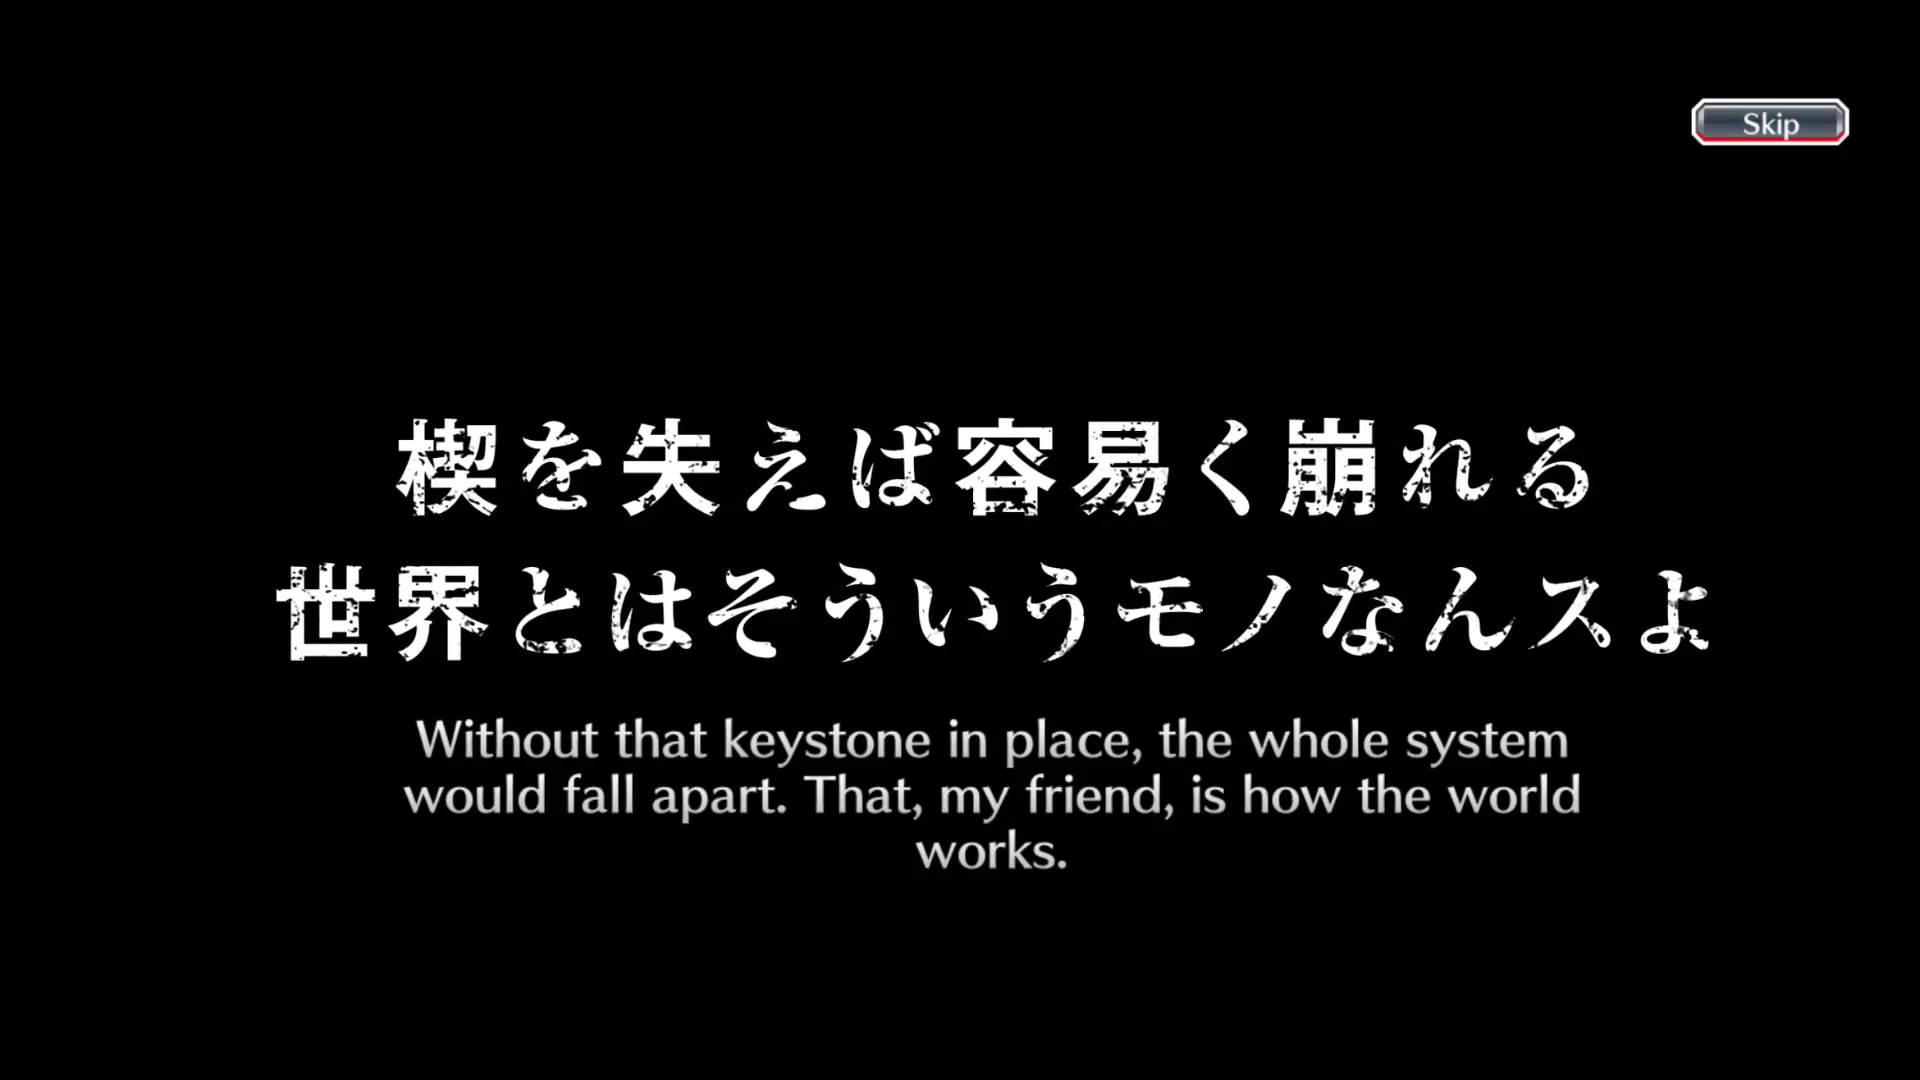 Skip
楔を失えば容易く崩れる
世界とはそういうモノなんスよ
Without that keystone in place, the whole system
would fall apart. That, my friend, is how the world
works.